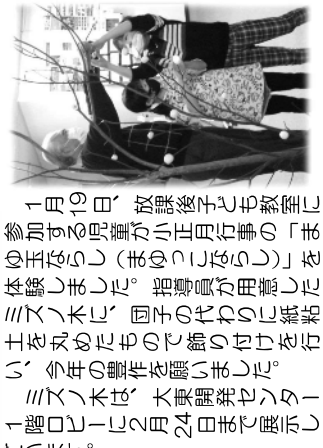 １月19日、放課後子ども教室に
参加する児童が小正月行事の「ま
ゆ玉ならし（まゆっこならし）」を
体験しました。指導員が用意した
ミズノ木に、団子の代わりに紙粘
土を丸めたもので飾り付けを行
い、今年の豊作を願いました。
ミズノ木は、大東開発センター
１階ロビーに２月24日まで展示し
ています。